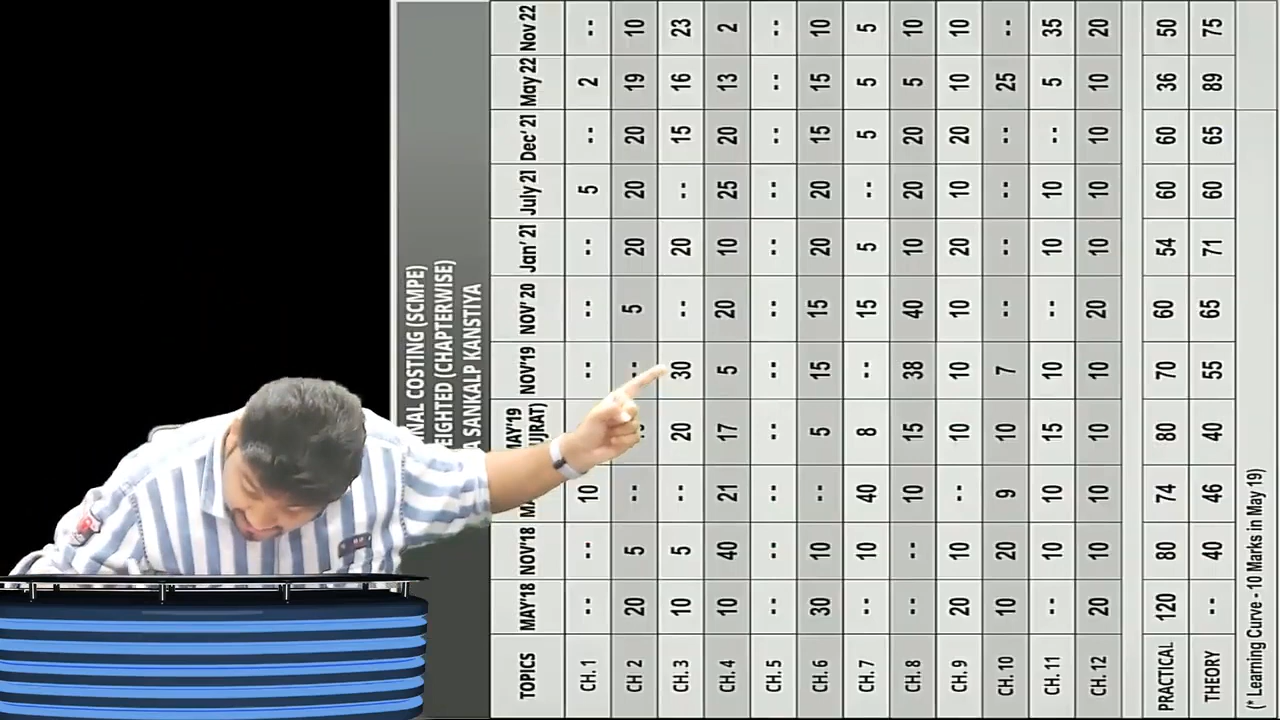 NAL COSTING (SCMPE)
EIGHTED (CHAPTERWISE)
A SANKALP KANSTIYA
TOPICS MAY'18 NOV'18 NOV'19 NOV'20 Jan'21 July 21 Dec'21 May 22 Nov 22
CH. 1 -- -- 10 -- -- -- 5 -- 2 --
CH 2 20 5 -- -- 5 20 20 20 19 10
CH. 3 10 5 -- 20 30 -- 20 -- 15 16 23
CH. 4 10 40 21 17 5 20 10 25 20 13 2
CH. 5 -- -- -- -- -- -- -- -- -- -- --
CH. 6 30 10 -- 5 15 15 20 20 15 15 10
CH. 7 -- 10 40 8 -- 15 5 -- 5 5 5
CH. 8 -- -- 10 15 38 40 10 20 20 5 10
CH. 9 20 10 -- 10 10 10 20 10 20 10 10
CH. 10 10 20 9 10 7 -- -- -- -- 25 --
CH. 11 -- 10 10 15 10 -- 10 10 -- 5 35
CH. 12 20 10 10 10 10 20 10 10 10 10 20
PRACTICAL 120 80 74 80 70 60 54 60 60 36 50
THEORY -- 40 46 40 55 65 71 60 65 89 75
(* Learning Curve - 10 Marks in May 19)